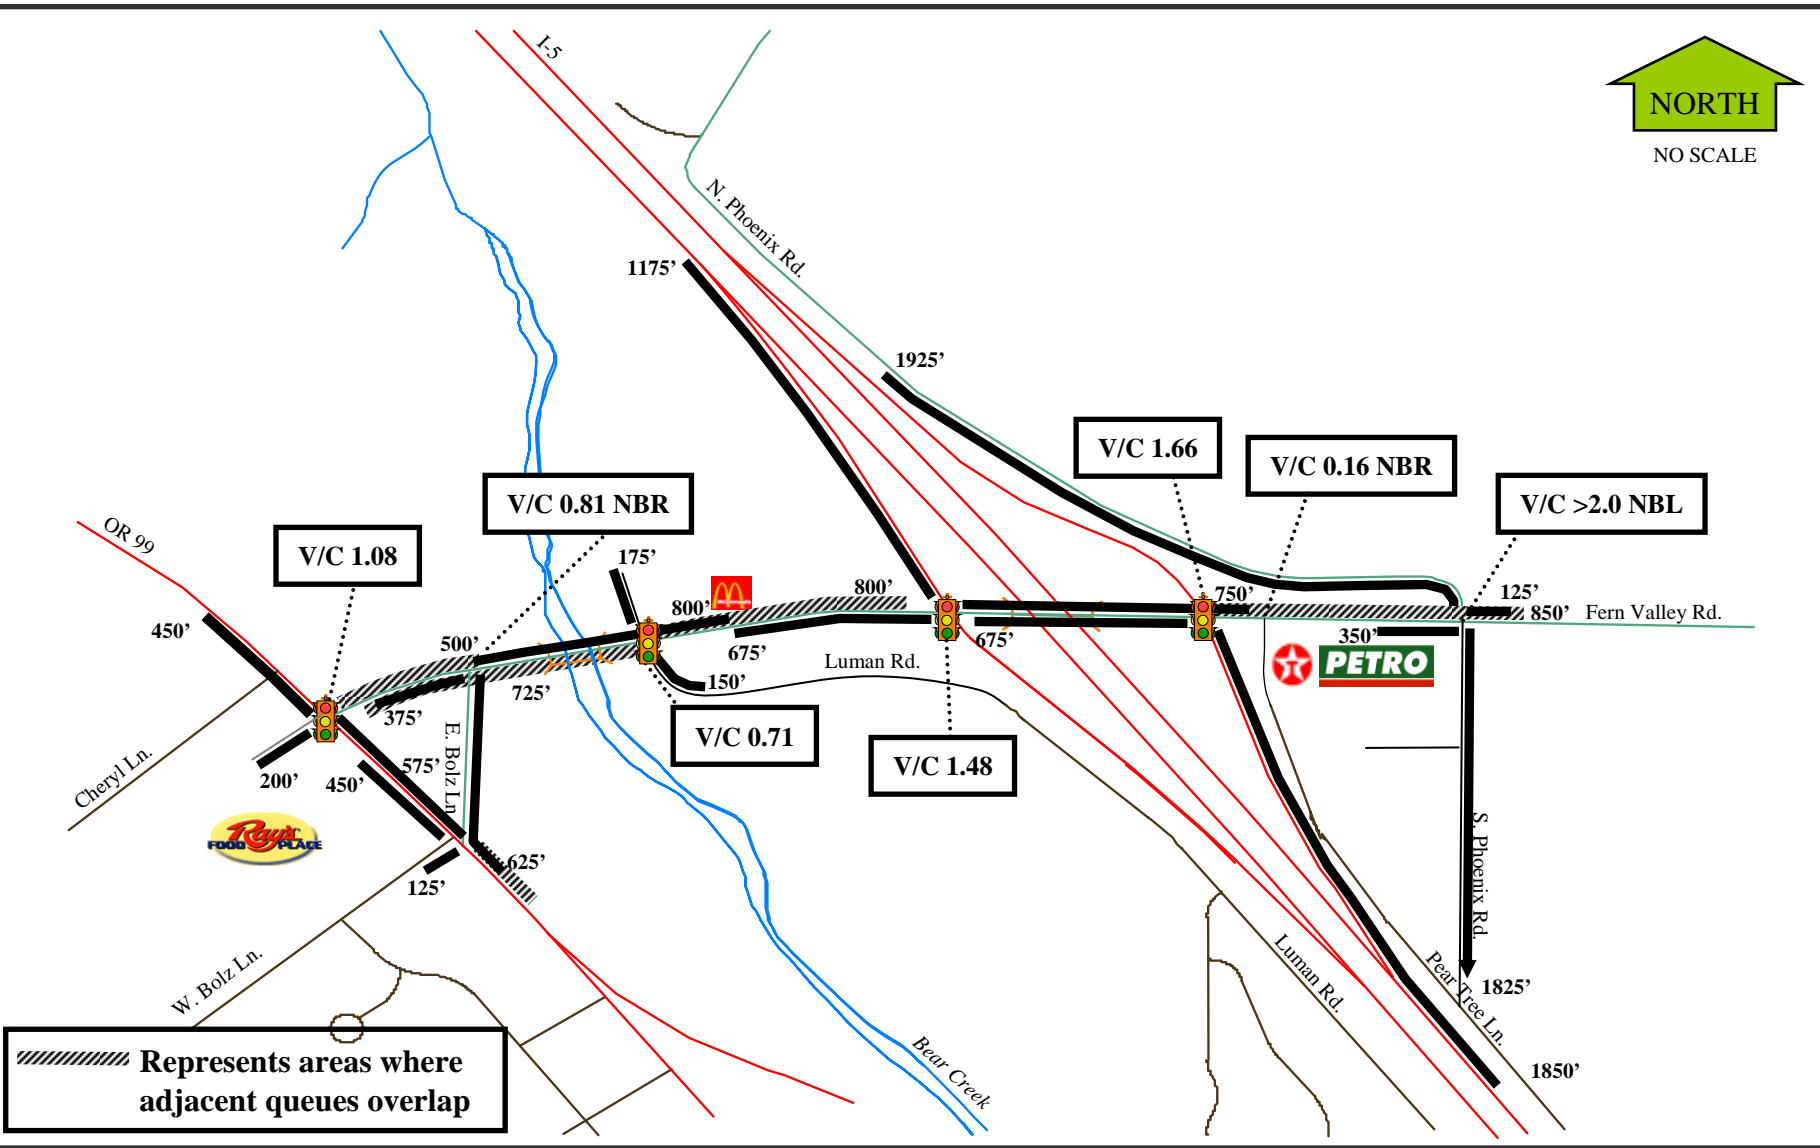 I-5
NORTH
NO SCALE
N. Phoenix Rd.
1175’
1925’
V/C 1.66
V/C 0.16 NBR
V/C >2.0 NBL
V/C 0.81 NBR
OR 99
V/C 1.08
175’
800’
800’
750’
125’
850’
Fern Valley Rd.
450’
500’
675’
675’
350’
PETRO
Luman Rd.
725’
150’
375’
V/C 0.71
V/C 1.48
E. Bolz Ln.
Cheryl Ln.
200’
450’
575’
Ray's
FOOD PLACE
625’
125’
S. Phoenix Rd.
W. Bolz Ln.
Luman Rd.
Pear Tree Ln.
1825’
Bear Creek
1850’
Represents areas where
adjacent queues overlap